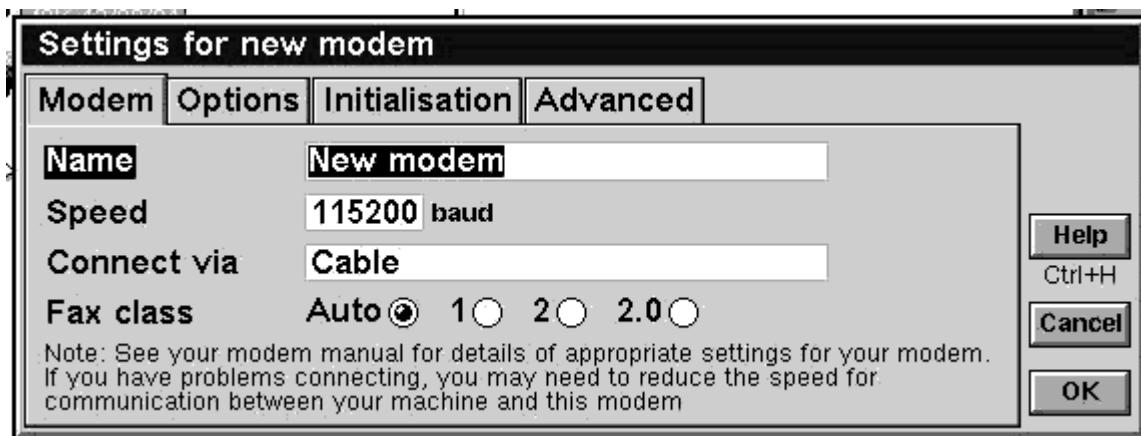 Settings for new modem
Modem Options Initialisation Advanced
Name New modem
Speed 115200 baud
Connect via Cable
Fax class Auto 1 2 2.0
Note: See your modem manual for details of appropriate settings for your modem.
If you have problems connecting, you may need to reduce the speed for
communication between your machine and this modem
Help
Ctrl+H
Cancel
OK